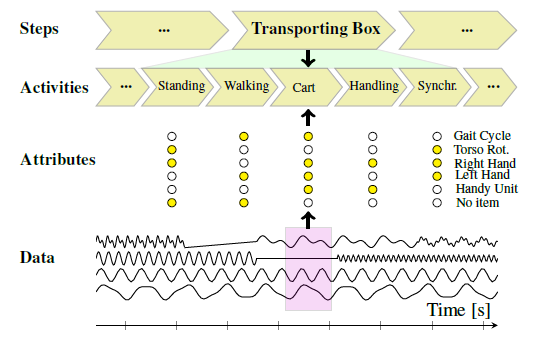 Steps
...
Transporting Box
...
Activities
...
Standing
Walking
Cart
Handling
Synchr.
...
Attributes
Gait Cycle
Torso Rot.
Right Hand
Left Hand
Handy Unit
No item
Data
Time [s]